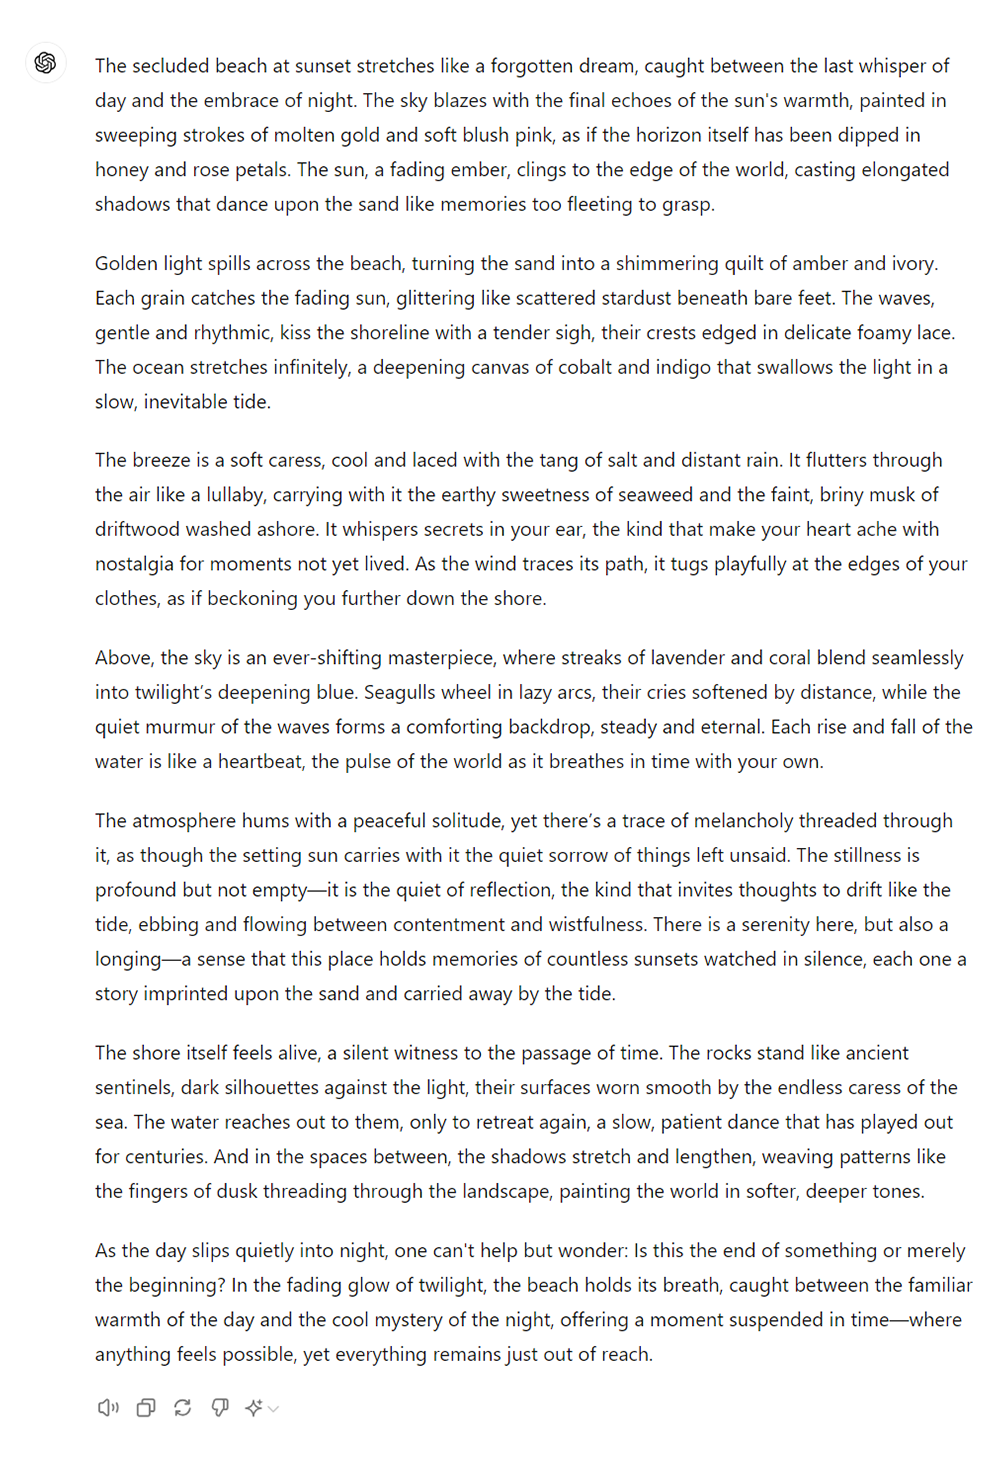 The secluded beach at sunset stretches like a forgotten dream, caught between the last whisper of
day and the embrace of night. The sky blazes with the final echoes of the sun's warmth, painted in
sweeping strokes of molten gold and soft blush pink, as if the horizon itself has been dipped in
honey and rose petals. The sun, a fading ember, clings to the edge of the world, casting elongated
shadows that dance upon the sand like memories too fleeting to grasp.
Golden light spills across the beach, turning the sand into a shimmering quilt of amber and ivory.
Each grain catches the fading sun, glittering like scattered stardust beneath bare feet. The waves,
gentle and rhythmic, kiss the shoreline with a tender sigh, their crests edged in delicate foamy lace.
The ocean stretches infinitely, a deepening canvas of cobalt and indigo that swallows the light in a
slow, inevitable tide.
The breeze is a soft caress, cool and laced with the tang of salt and distant rain. It flutters through
the air like a lullaby, carrying with it the earthy sweetness of seaweed and the faint, briny musk of
driftwood washed ashore. It whispers secrets in your ear, the kind that make your heart ache with
nostalgia for moments not yet lived. As the wind traces its path, it tugs playfully at the edges of your
clothes, as if beckoning you further down the shore.
Above, the sky is an ever-shifting masterpiece, where streaks of lavender and coral blend seamlessly
into twilight’s deepening blue. Seagulls wheel in lazy arcs, their cries softened by distance, while the
quiet murmur of the waves forms a comforting backdrop, steady and eternal. Each rise and fall of the
water is like a heartbeat, the pulse of the world as it breathes in time with your own.
The atmosphere hums with a peaceful solitude, yet there’s a trace of melancholy threaded through
it, as though the setting sun carries with it the quiet sorrow of things left unsaid. The stillness is
profound but not empty—it is the quiet of reflection, the kind that invites thoughts to drift like the
tide, ebbing and flowing between contentment and wistfulness. There is a serenity here, but also a
longing—a sense that this place holds memories of countless sunsets watched in silence, each one a
story imprinted upon the sand and carried away by the tide.
The shore itself feels alive, a silent witness to the passage of time. The rocks stand like ancient
sentinels, dark silhouettes against the light, their surfaces worn smooth by the endless caress of the
sea. The water reaches out to them, only to retreat again, a slow, patient dance that has played out
for centuries. And in the spaces between, the shadows stretch and lengthen, weaving patterns like
the fingers of dusk threading through the landscape, painting the world in softer, deeper tones.
As the day slips quietly into night, one can't help but wonder: Is this the end of something or merely
the beginning? In the fading glow of twilight, the beach holds its breath, caught between the familiar
warmth of the day and the cool mystery of the night, offering a moment suspended in time—where
anything feels possible, yet everything remains just out of reach.